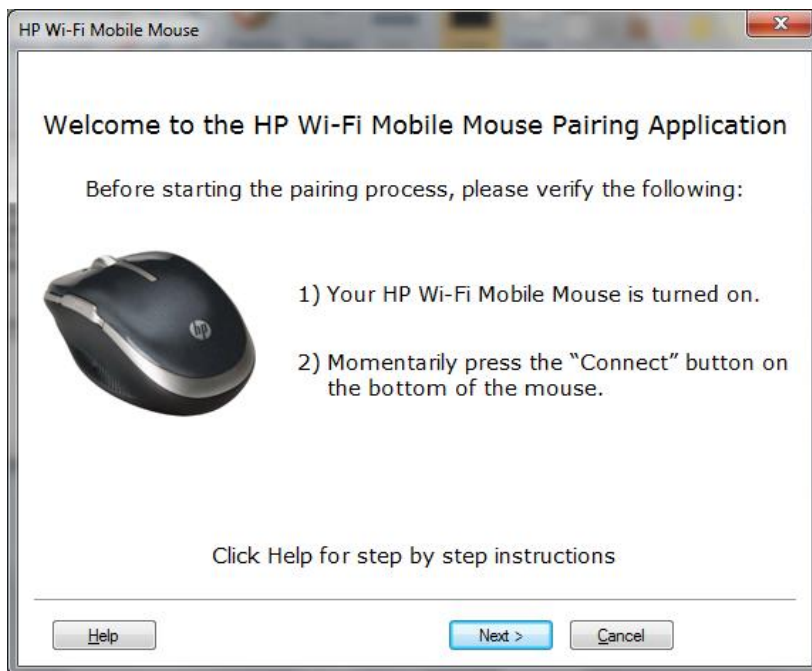 HP Wi-Fi Mobile Mouse
Welcome to the HP Wi-Fi Mobile Mouse Pairing Application
Before starting the pairing process, please verify the following:
1) Your HP Wi-Fi Mobile Mouse is turned on.
2) Momentarily press the “Connect” button on
the bottom of the mouse.
hp
Click Help for step by step instructions
Help
Next >
Cancel